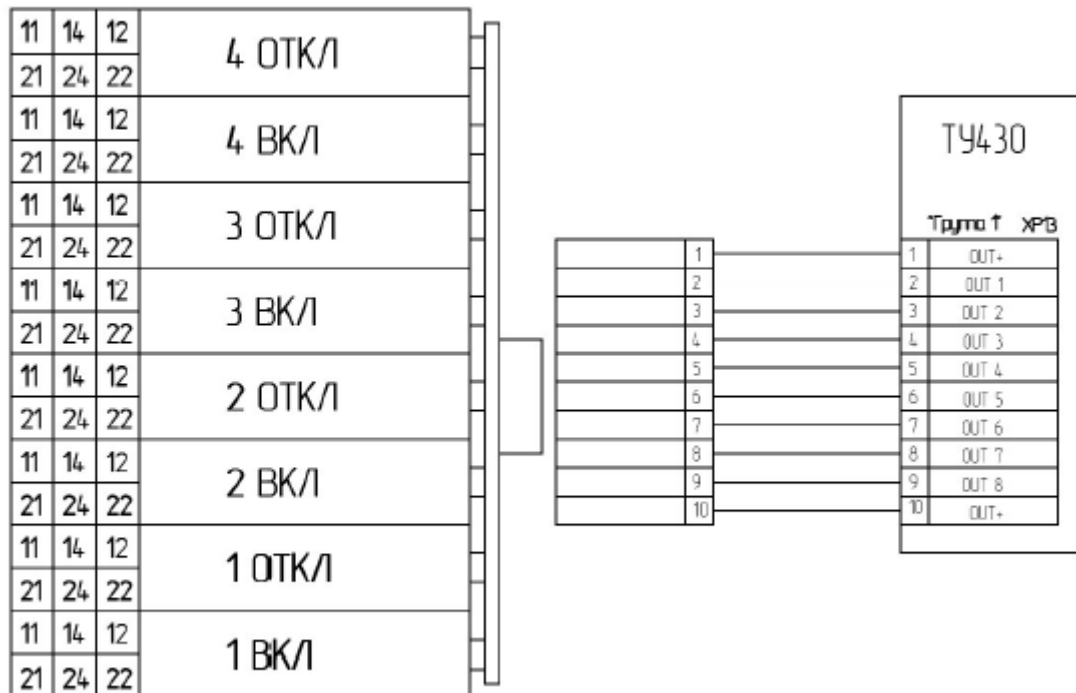 11 14 12
4 ОТКЛ
21 24 22
11 14 12
4 ВКЛ
21 24 22
11 14 12
3 ОТКЛ
21 24 22
11 14 12
3 ВКЛ
21 24 22
11 14 12
2 ОТКЛ
21 24 22
11 14 12
2 ВКЛ
21 24 22
11 14 12
1 ОТКЛ
21 24 22
11 14 12
1 ВКЛ
21 24 22
1
2
3
4
5
6
7
8
9
10
ТУ430
"Группа 1" XP13
1 OUT+
2 OUT 1
3 OUT 2
4 OUT 3
5 OUT 4
6 OUT 5
7 OUT 6
8 OUT 7
9 OUT 8
10 OUT+